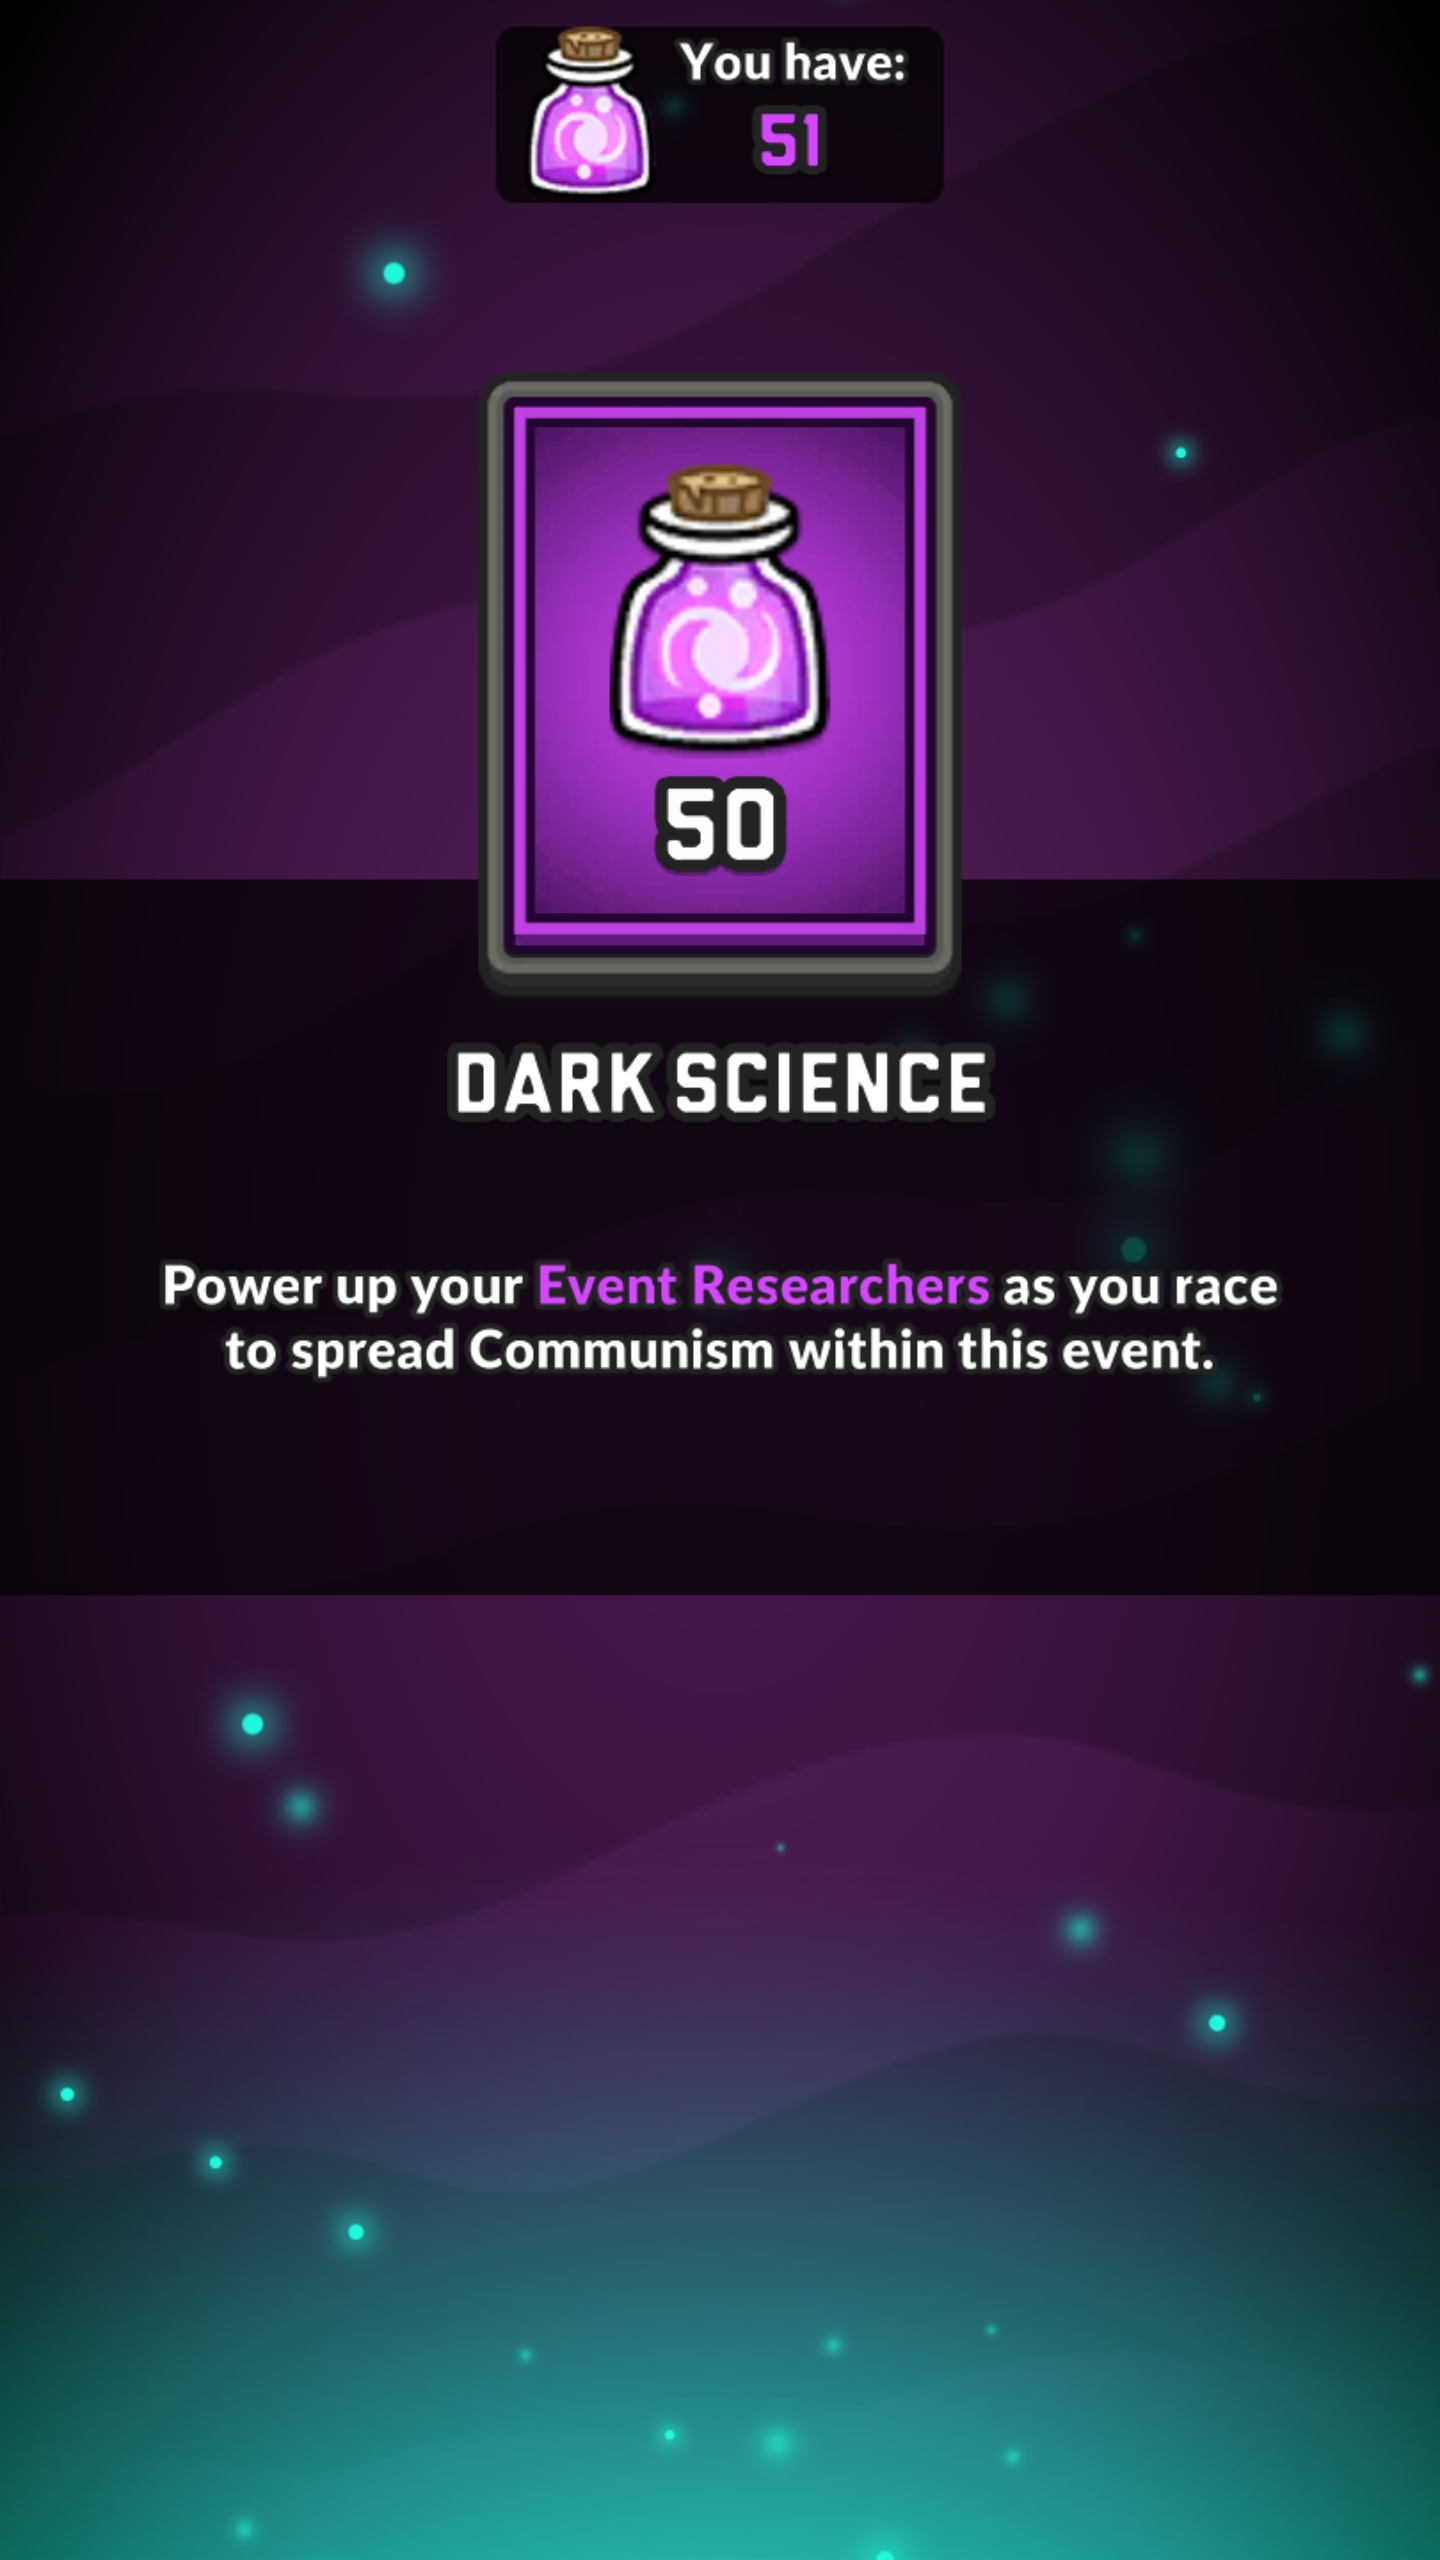 You have:
51
50
DARK SCIENCE
Power up your Event Researchers as you race
to spread Communism within this event.